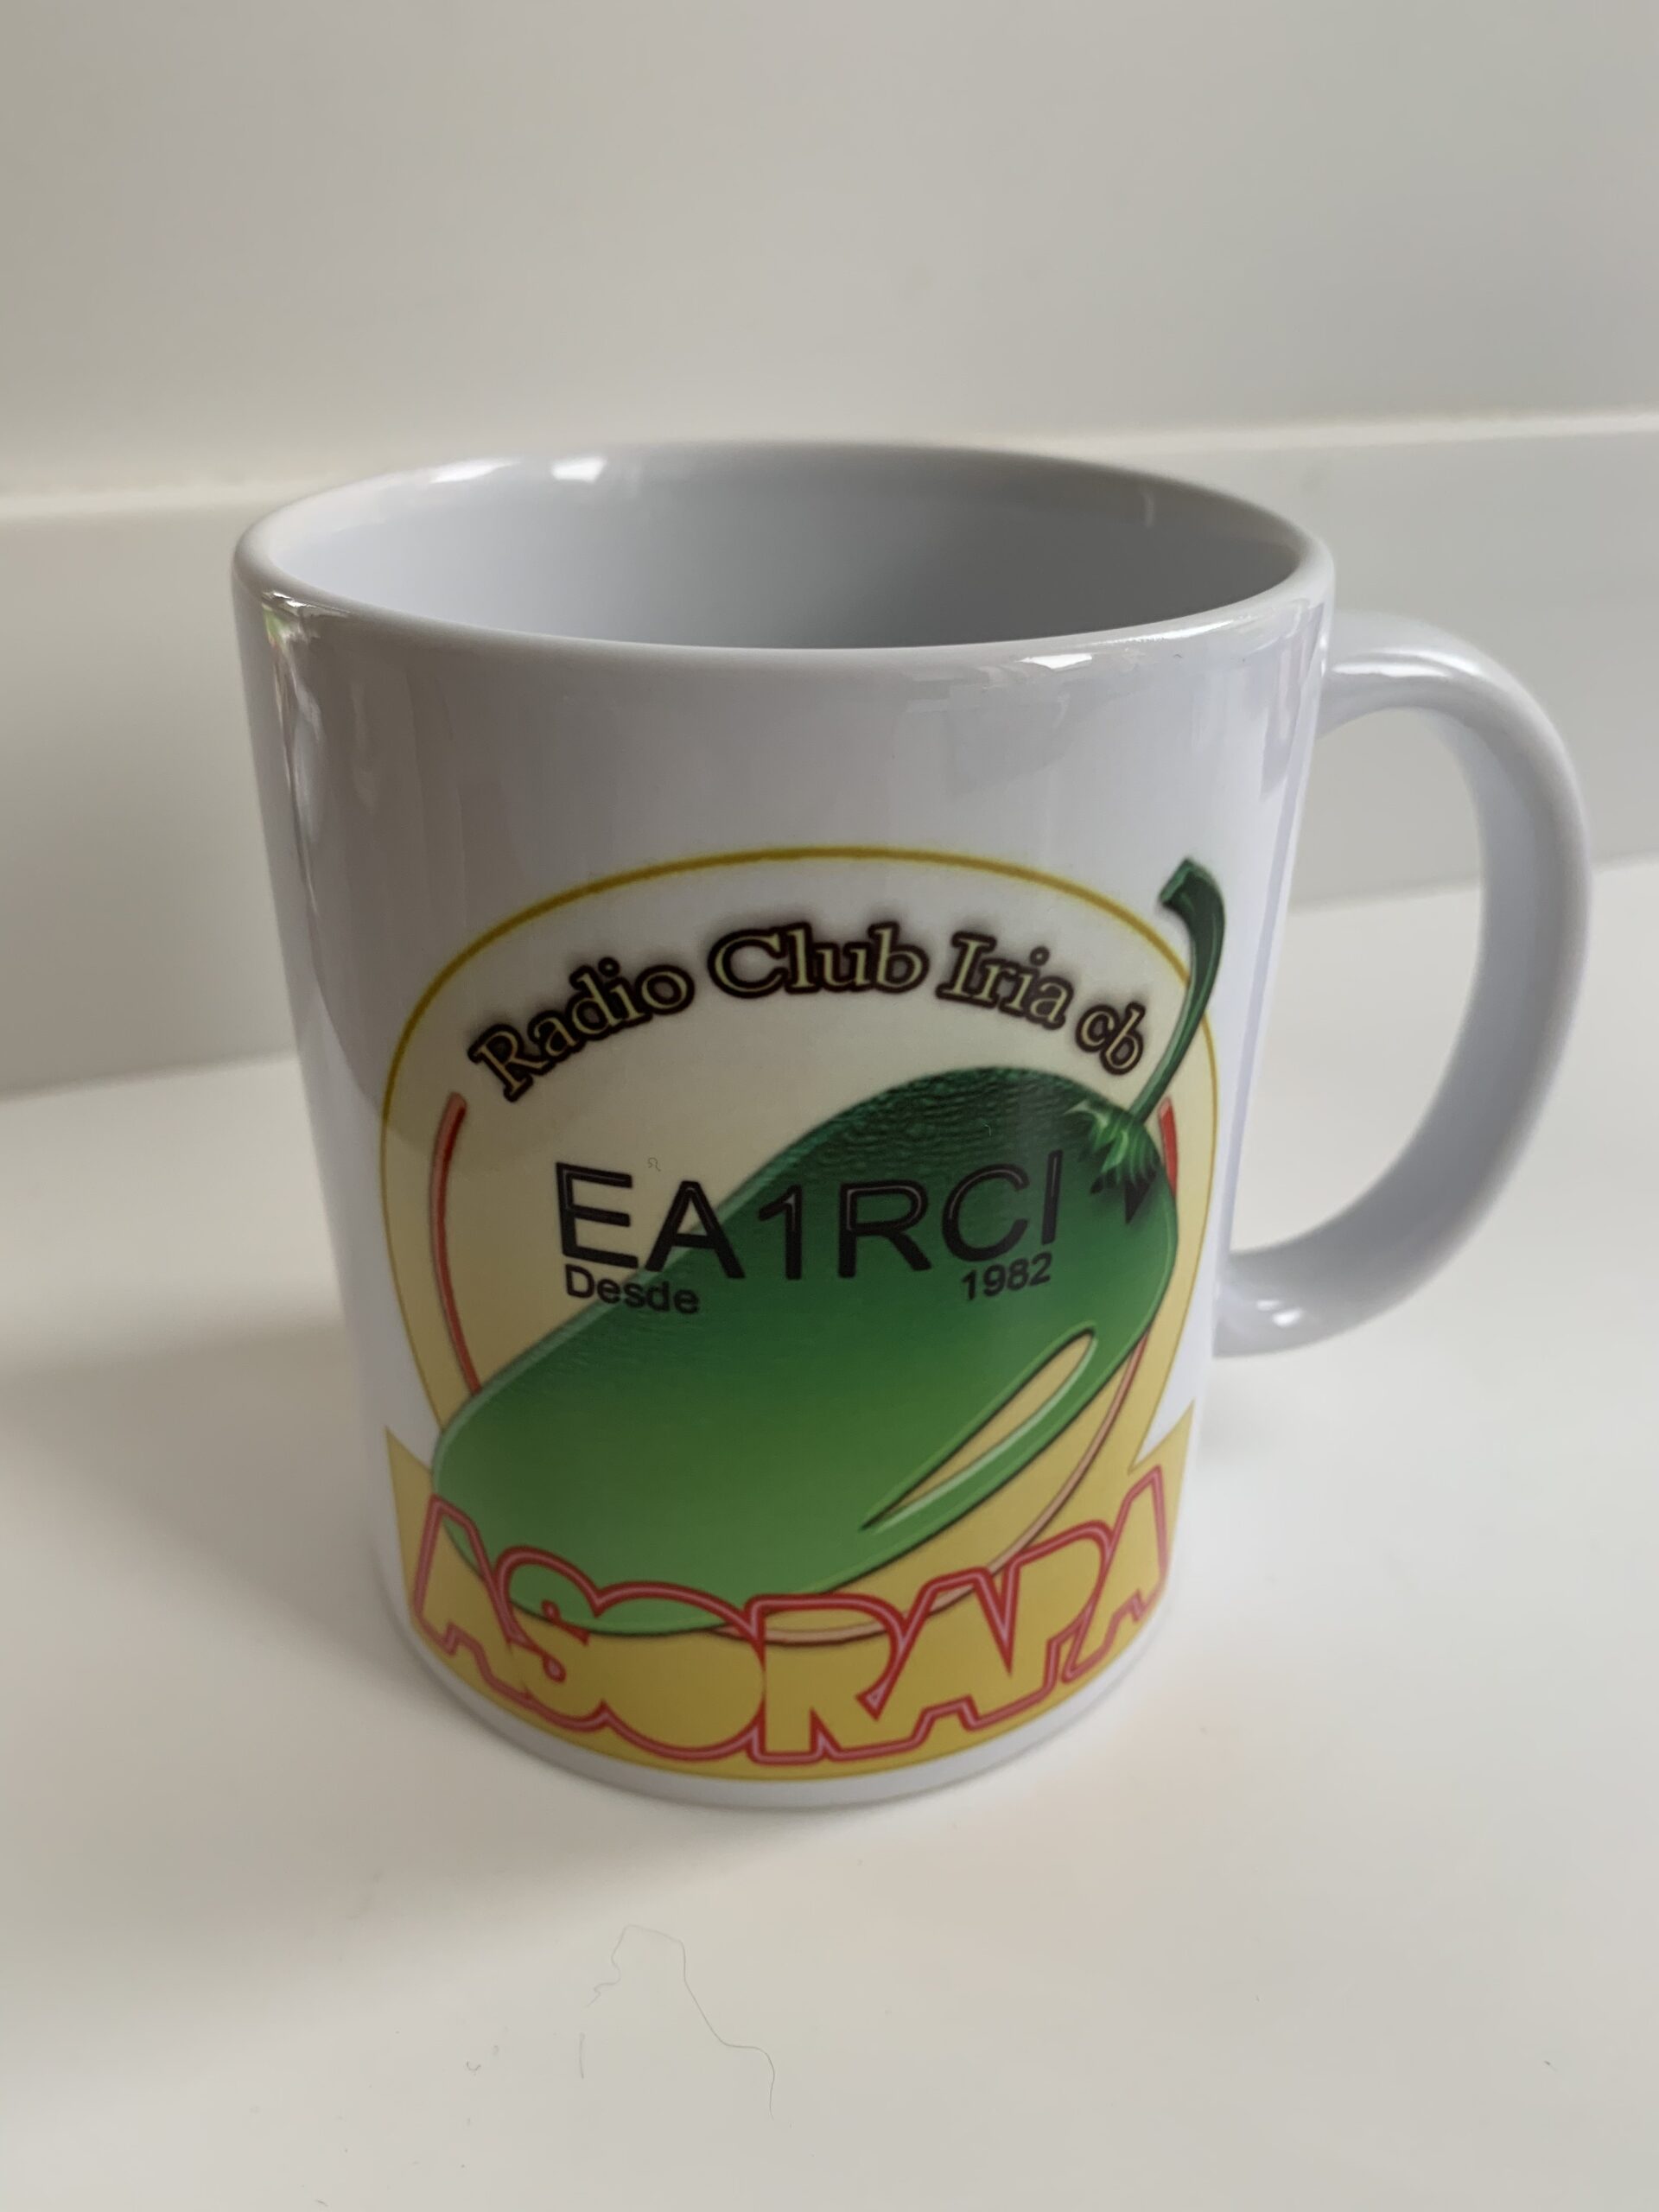 Radio Club Iria cb
EA1RCI
Desde 1982
ASORAPA